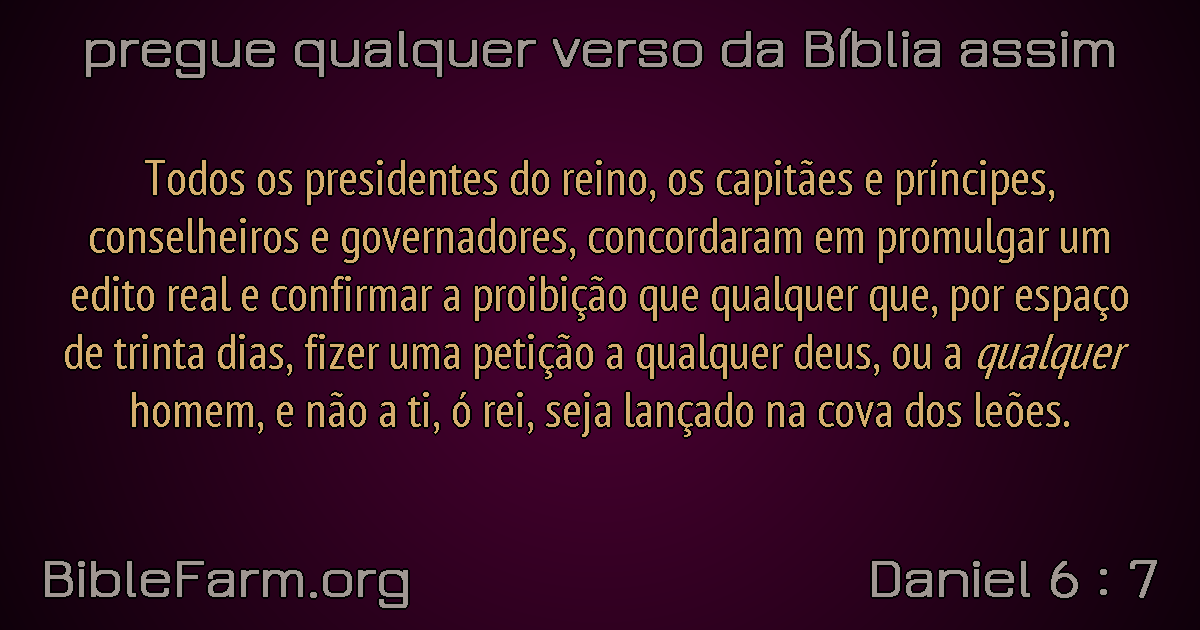 pregue qualquer verso da Bíblia assim
Todos os presidentes do reino, os capitães e príncipes,
conselheiros e governadores, concordaram em promulgar um
edito real e confirmar a proibição que qualquer que, por espaço
de trinta dias, fizer uma petição a qualquer deus, ou a qualquer
homem, e não a ti, ó rei, seja lançado na cova dos leões.
BibleFarm.org
Daniel 6 : 7